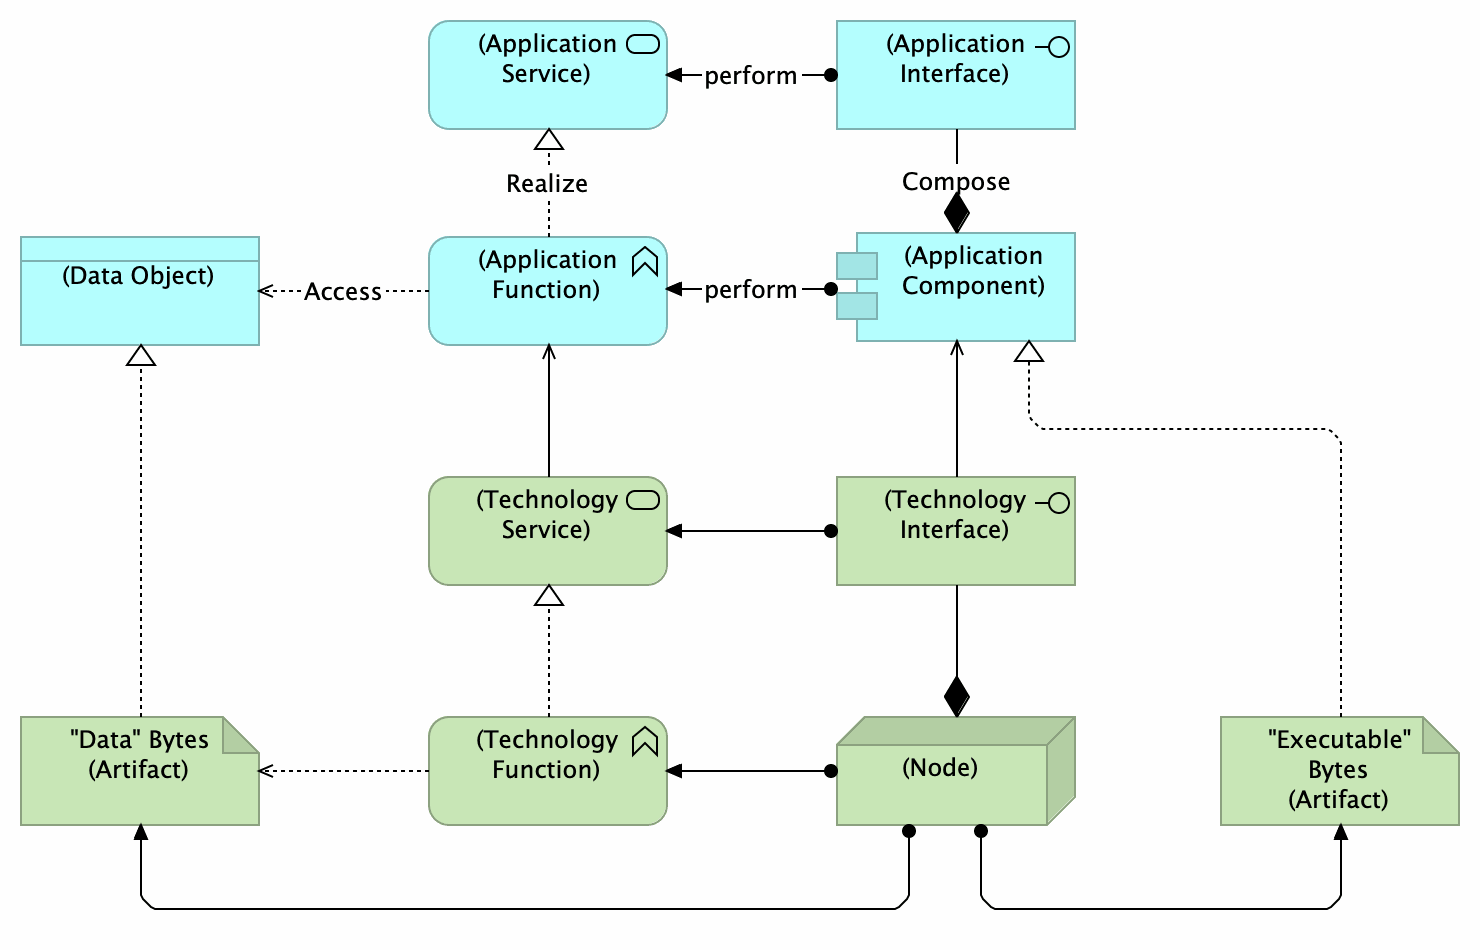 (Application
Service)
perform
(Application
Interface)
Realize
Compose
(Data Object)
Access
(Application
Function)
perform
(Application
Component)
(Technology
Service)
(Technology
Interface)
"Data" Bytes
(Artifact)
(Technology
Function)
(Node)
"Executable"
Bytes
(Artifact)